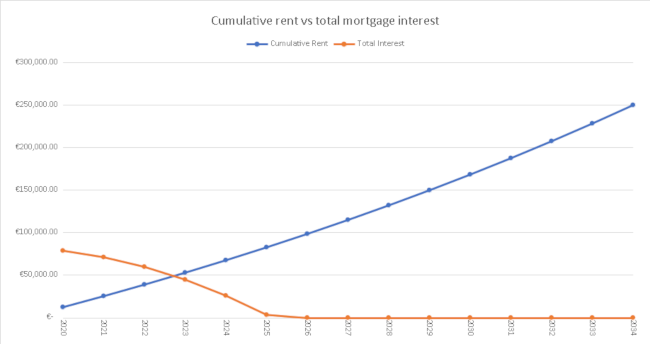 Cumulative rent vs total mortgage interest
Cumulative Rent Total Interest
€300,000.00
€250,000.00
€200,000.00
€150,000.00
€100,000.00
€50,000.00
€-
2020 2021 2022 2023 2024 2025 2026 2027 2028 2029 2030 2031 2032 2033 2034